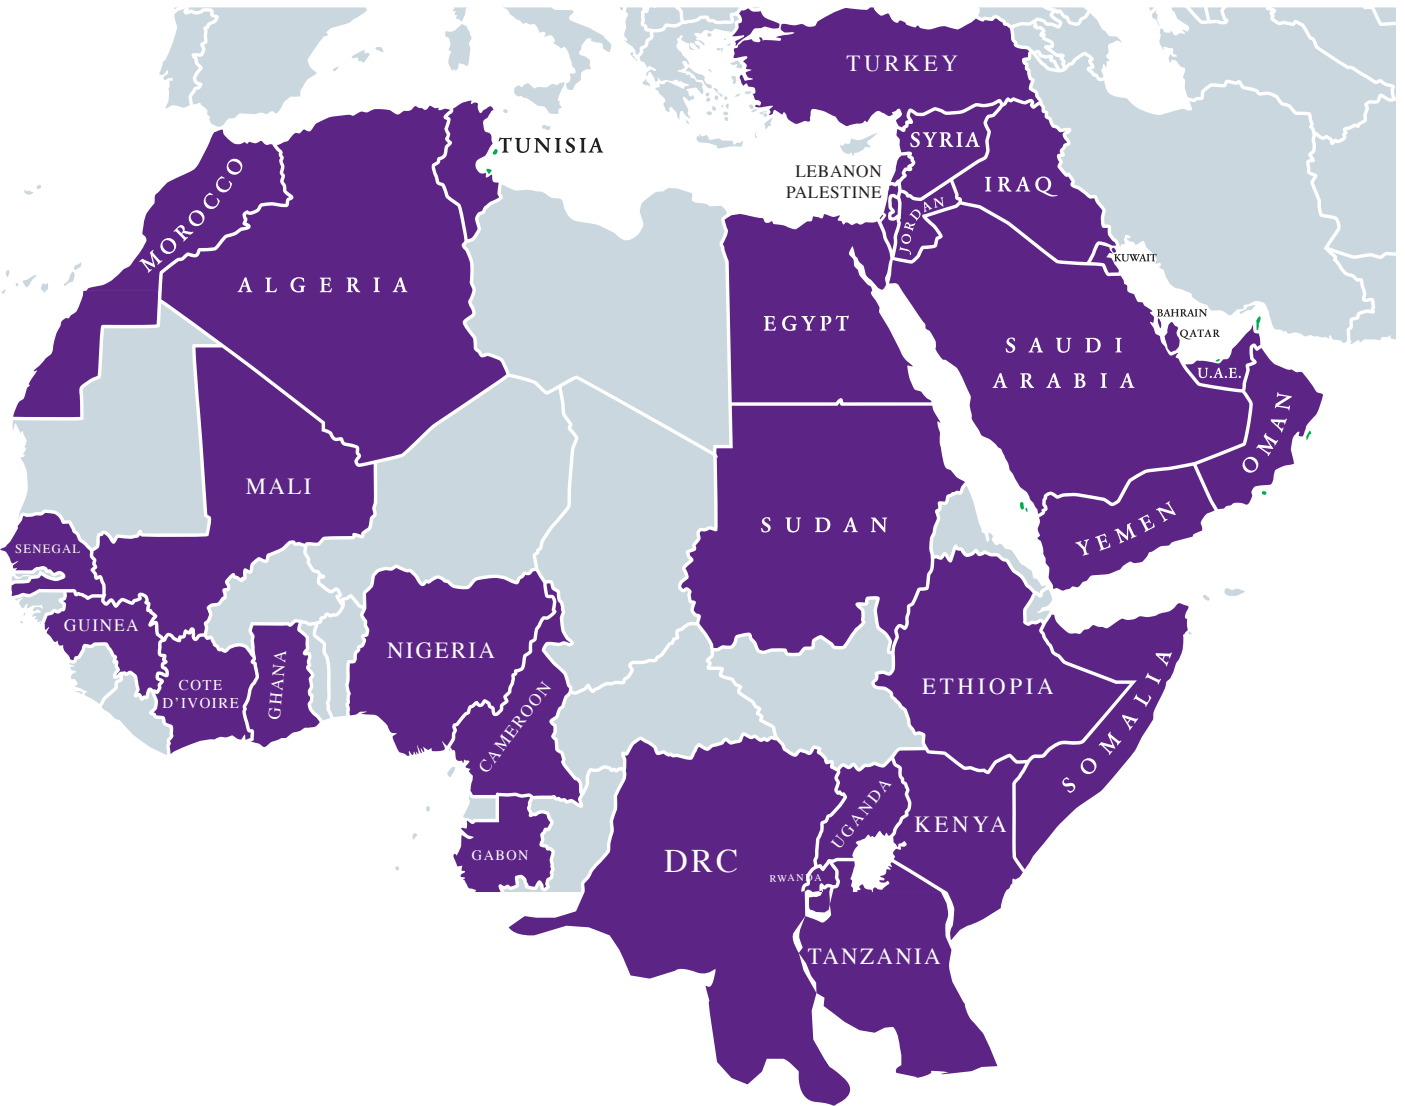 TURKEY
TUNISIA
SYRIA
LEBANON
PALESTINE
IRAQ
MOROCCO
JORDAN
KUWAIT
ALGERIA
EGYPT
BAHRAIN
QATAR
SAUDI
ARABIA
U.A.E.
OMAN
MALI
SUDAN
YEMEN
SENEGAL
GUINEA
NIGERIA
COTE
D'IVOIRE
GHANA
ETHIOPIA
SOMALIA
CAMEROON
UGANDA
KENYA
GABON
DRC
RWANDA
TANZANIA